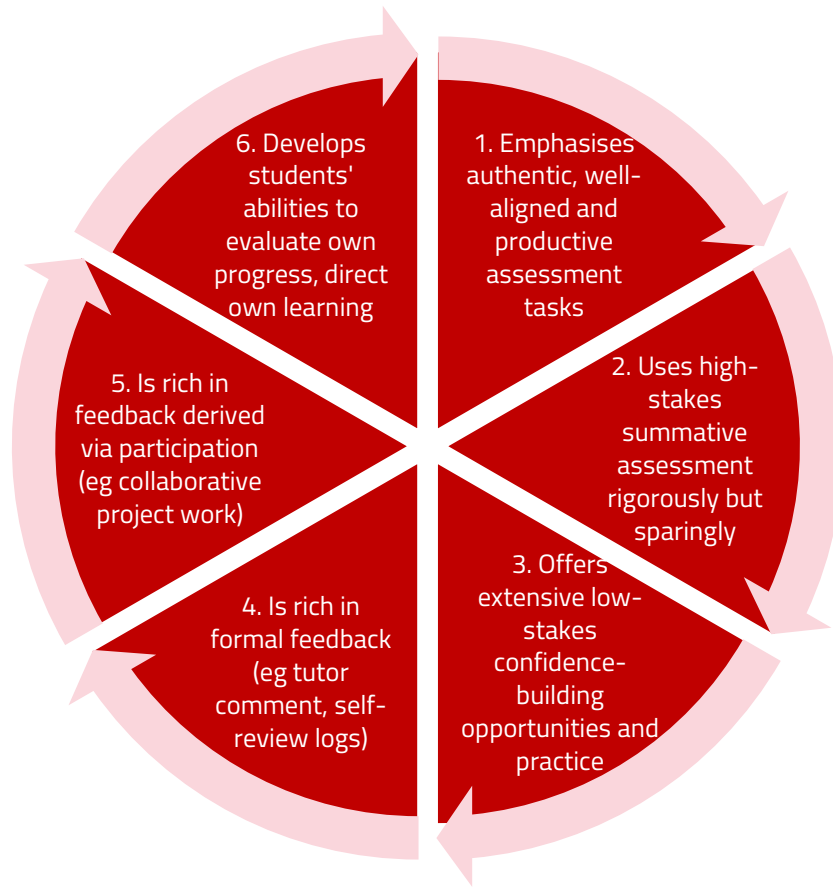 1. Emphasises
authentic, well-
aligned and
productive
assessment
tasks
2. Uses high-
stakes
summative
assessment
rigorously but
sparingly
3. Offers
extensive low-
stakes
confidence-
building
opportunities and
practice
4. Is rich in
formal feedback
(eg tutor
comment, self-
review logs)
5. Is rich in
feedback derived
via participation
(eg collaborative
project work)
6. Develops
students'
abilities to
evaluate own
progress, direct
own learning